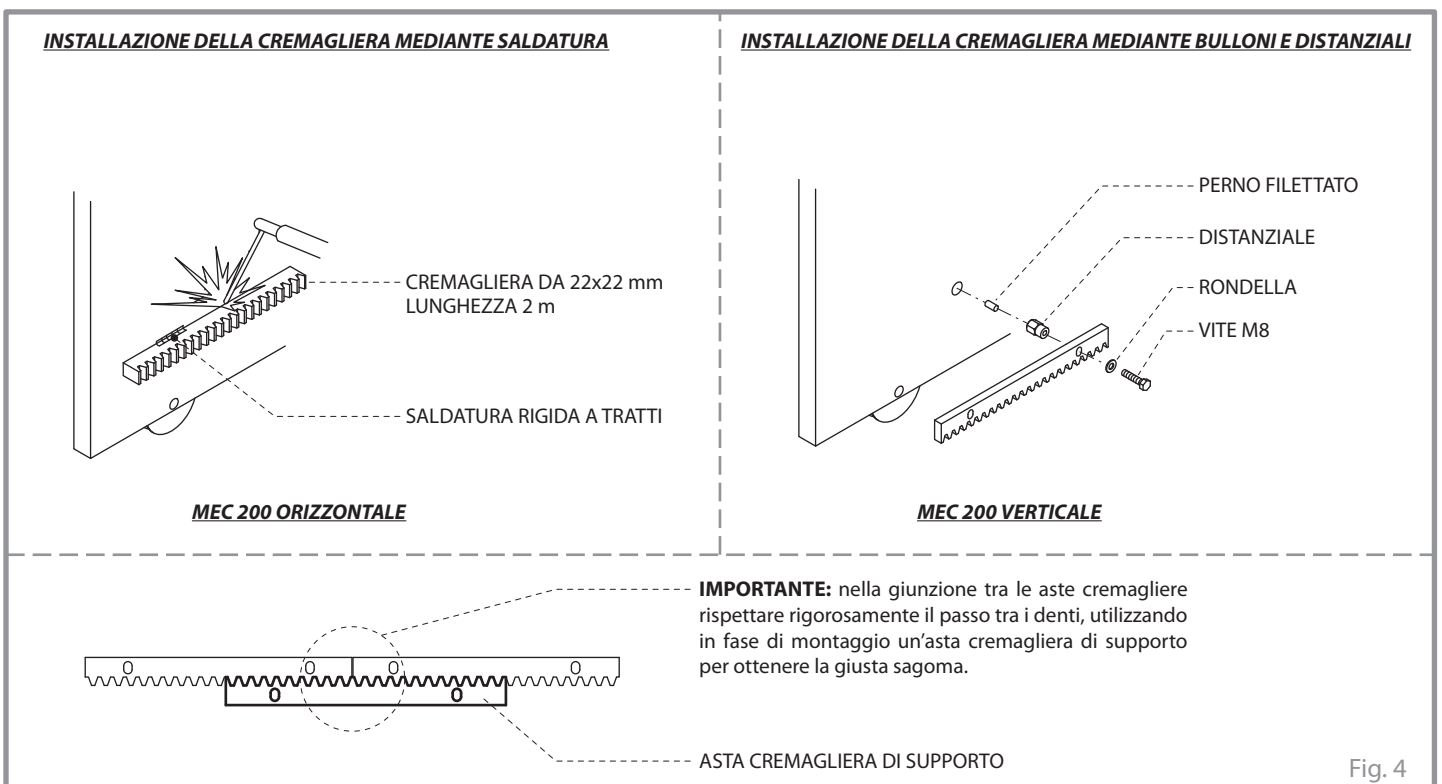 INSTALLAZIONE DELLA CREMAGLIERA MEDIANTE SALDATURA
CREMAGLIERA DA 22x22 mm
LUNGHEZZA 2 m
SALDATURA RIGIDA A TRATTI
MEC 200 ORIZZONTALE
INSTALLAZIONE DELLA CREMAGLIERA MEDIANTE BULLONI E DISTANZIALI
PERNO FILETTATO
DISTANZIALE
RONDELLA
VITE M8
MEC 200 VERTICALE
IMPORTANTE: nella giunzione tra le aste cremagliere
rispettare rigorosamente il passo tra i denti, utilizzando
in fase di montaggio un’asta cremagliera di supporto
per ottenere la giusta sagoma.
ASTA CREMAGLIERA DI SUPPORTO
Fig. 4